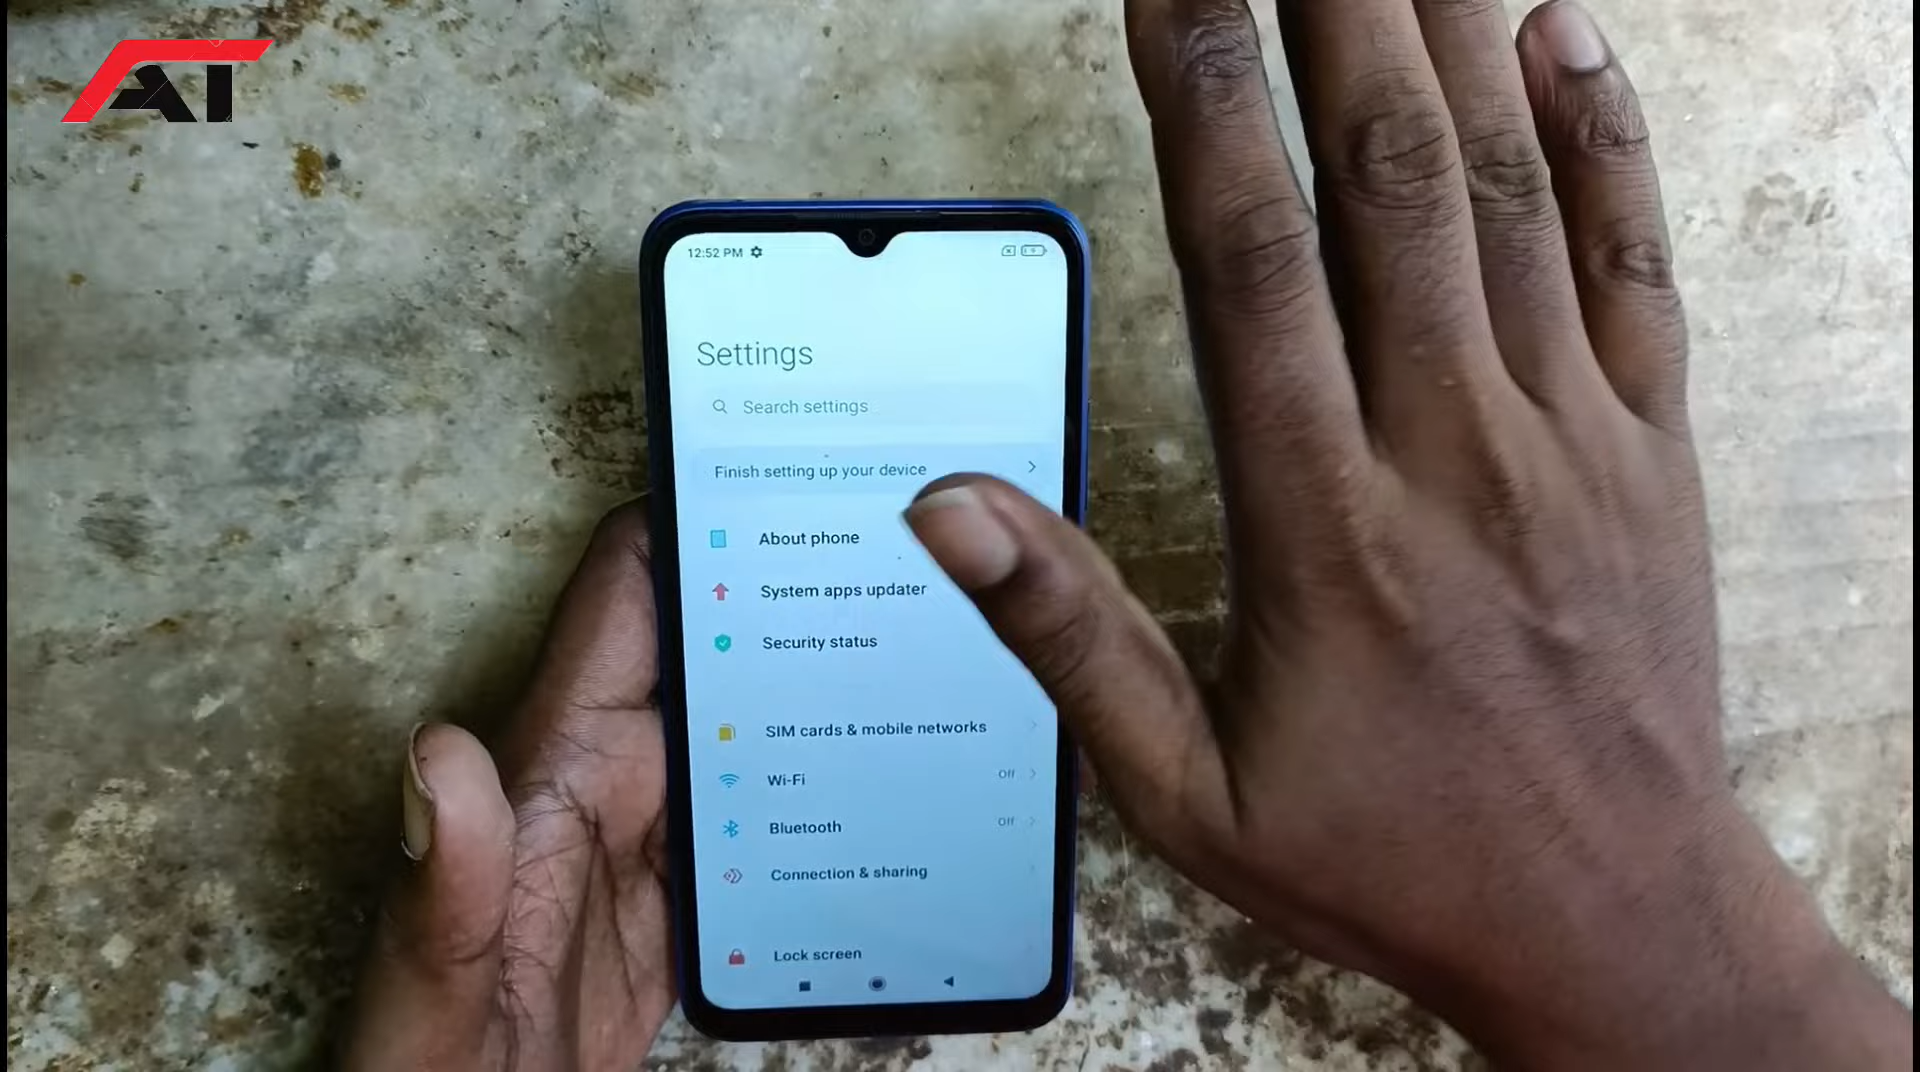 AT
12:52 PM
Settings
Search settings
Finish setting up your device
About phone
System apps updater
Security status
SIM cards & mobile networks
Wi-Fi Off
Bluetooth Off
Connection & sharing
Lock screen